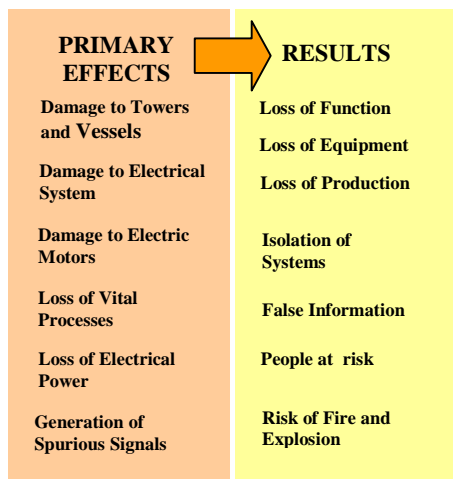 PRIMARY
EFFECTS
Damage to Towers
and Vessels
Damage to Electrical
System
Damage to Electric
Motors
Loss of Vital
Processes
Loss of Electrical
Power
Generation of
Spurious Signals
RESULTS
Loss of Function
Loss of Equipment
Loss of Production
Isolation of
Systems
False Information
People at risk
Risk of Fire and
Explosion